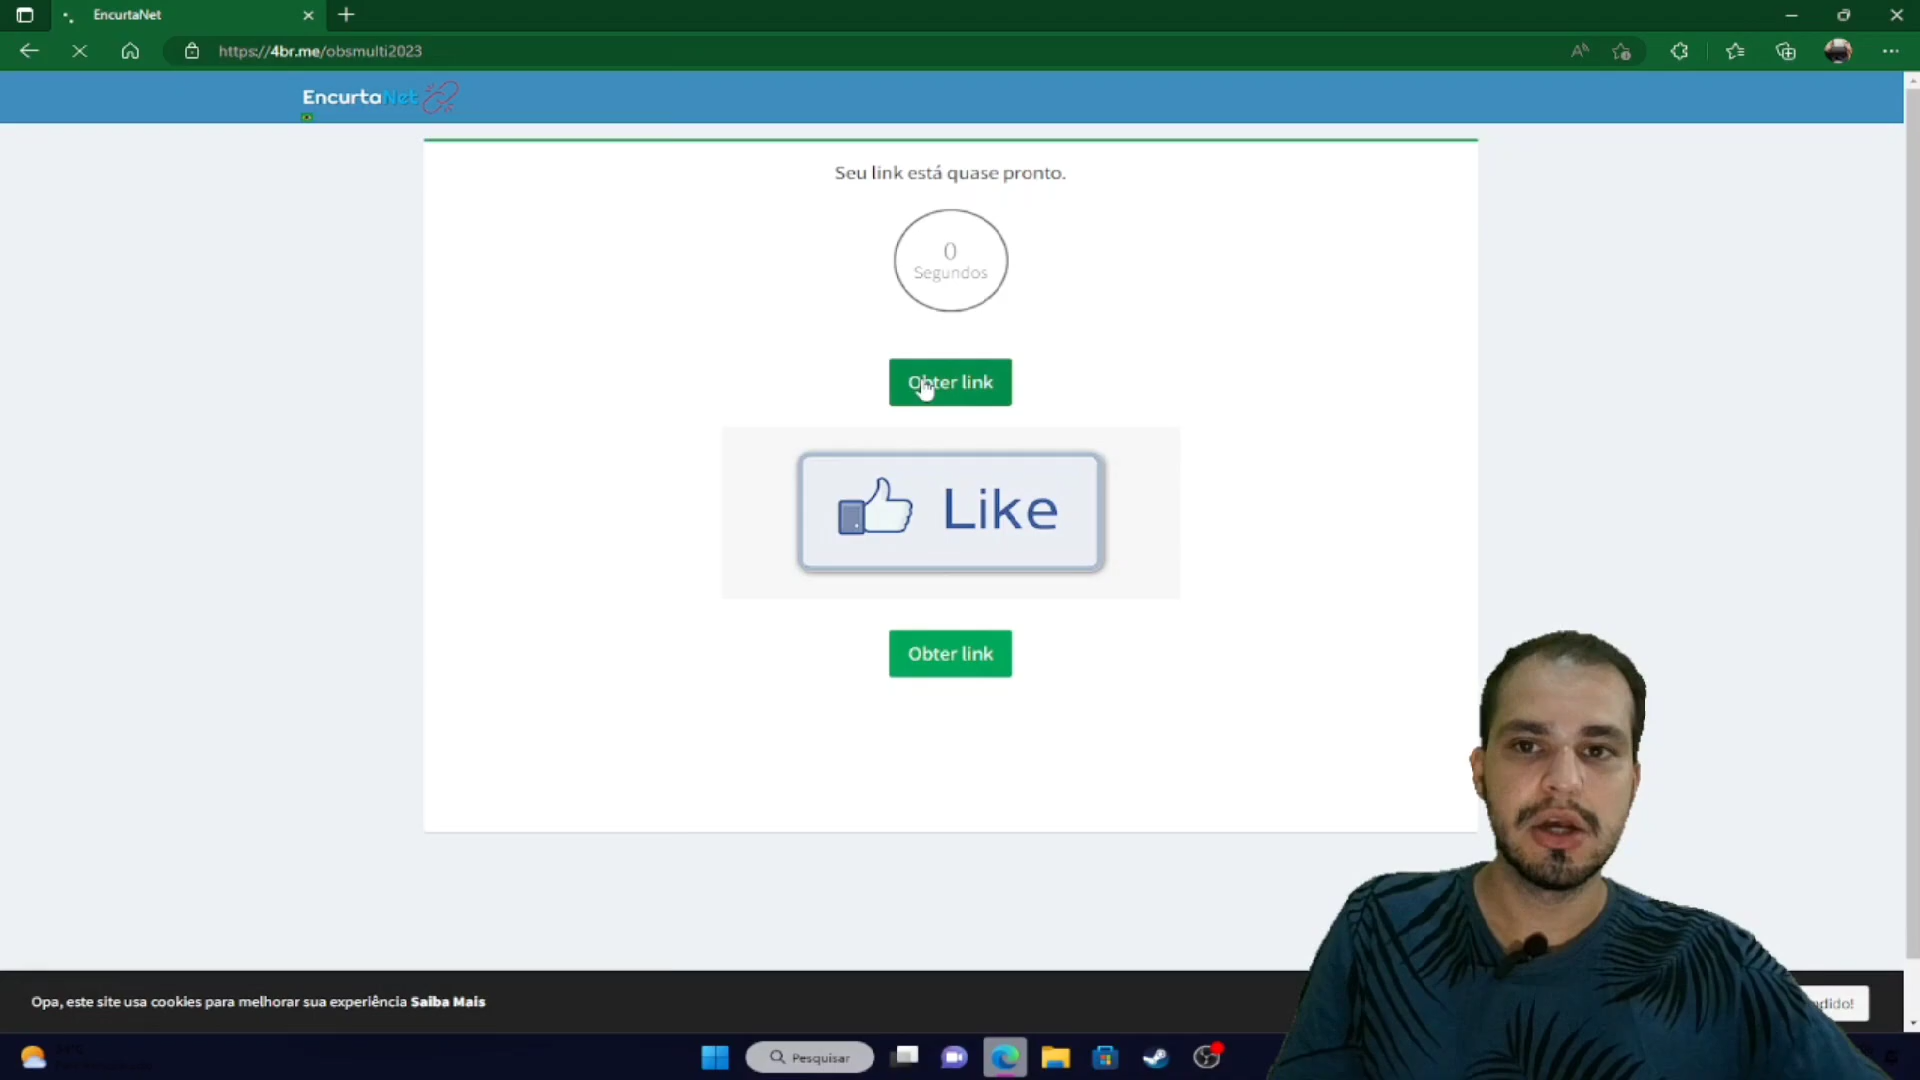 EncurtaNet
https://4br.me/obsmulti2023
EncurtaNet
Seu link está quase pronto.
0
Segundos
Obter link
Like
Obter link
Opa, este site usa cookies para melhorar sua experiência Saiba Mais
Pesquisar